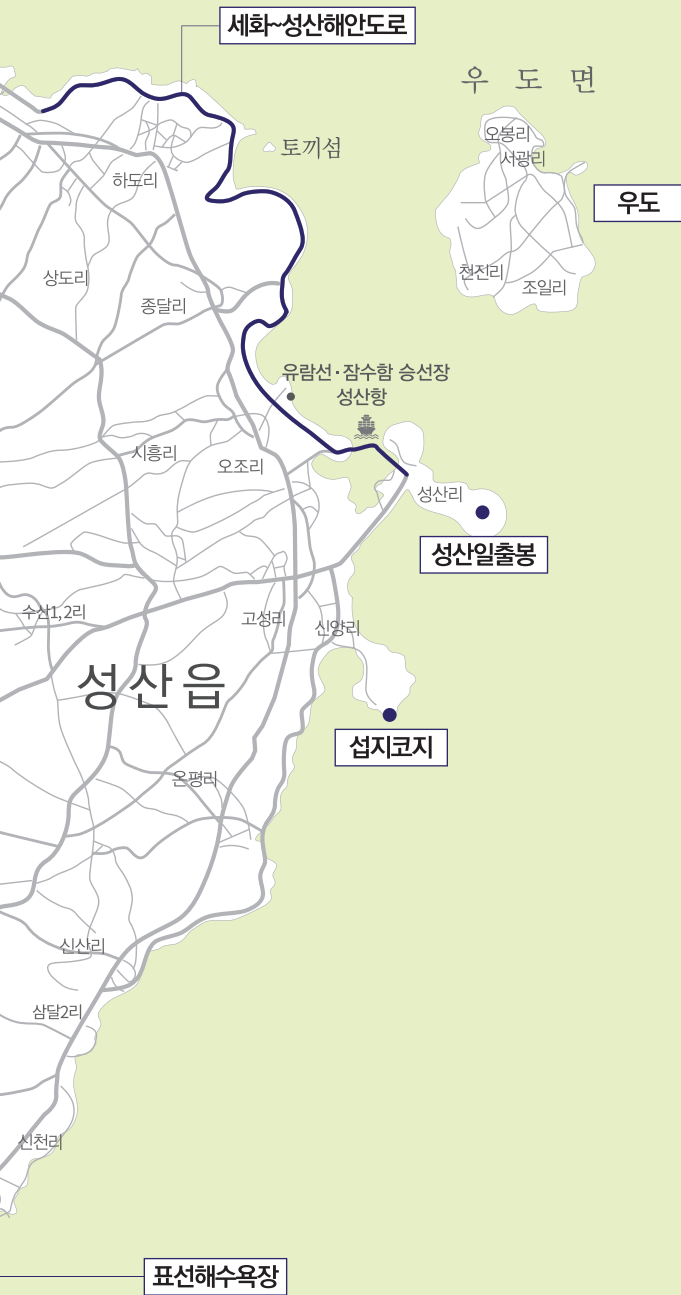 세화~성산해안도로
우 도 면
오봉리
서광리
토끼섬
하도리
우도
천진리
상도리
조일리
종달리
유람선·잠수함 승선장
성산항
시흥리
오조리
성산리
성산일출봉
수산1,2리
고성리
신양리
성산읍
섭지코지
온평리
신산리
삼달2리
신천리
표선해수욕장